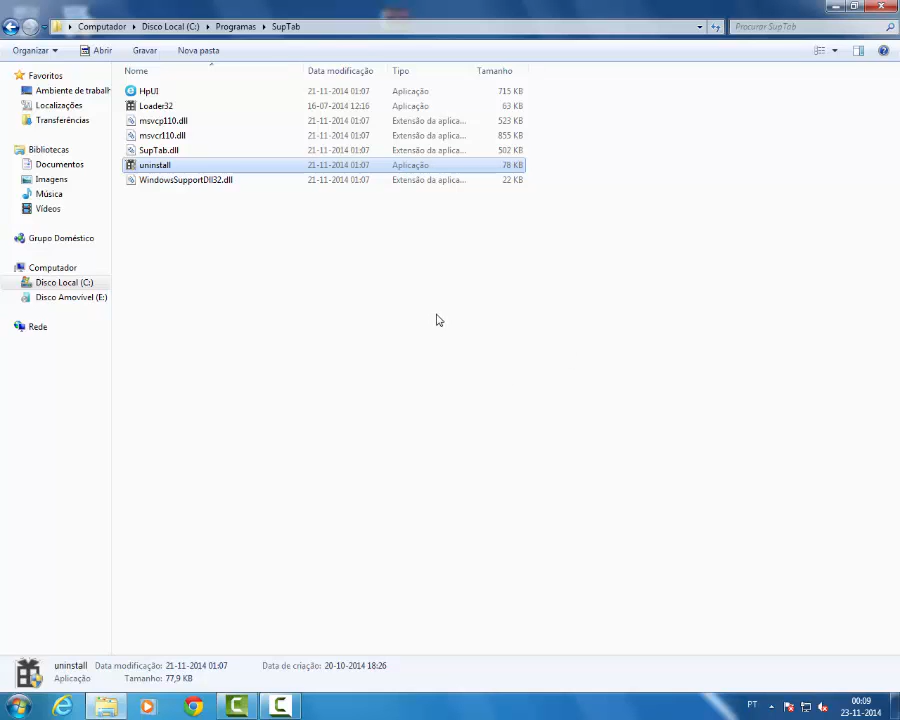 Computador Disco Local (C:) Programas SupTab Procurar SupTab
Organizar Abrir Gravar Nova pasta
Favoritos
Ambiente de trabalh
Localizações
Transferências
Bibliotecas
Documentos
Imagens
Música
Vídeos
Grupo Doméstico
Computador
Disco Local (C:)
Disco Amovível (E:)
Rede
Nome Data modificação Tipo Tamanho
HpUI 21-11-2014 01:07 Aplicação 715 KB
Loader32 16-07-2014 12:16 Aplicação 63 KB
msvcp110.dll 21-11-2014 01:07 Extensão da aplica... 523 KB
msvcr110.dll 21-11-2014 01:07 Extensão da aplica... 855 KB
SupTab.dll 21-11-2014 01:07 Extensão da aplica... 502 KB
uninstall 21-11-2014 01:07 Aplicação 78 KB
WindowsSupportDll32.dll 21-11-2014 01:07 Extensão da aplica... 22 KB
uninstall Data modificação: 21-11-2014 01:07 Data de criação: 20-10-2014 18:26
Aplicação Tamanho: 77,9 KB
PT 00:09
23-11-2014